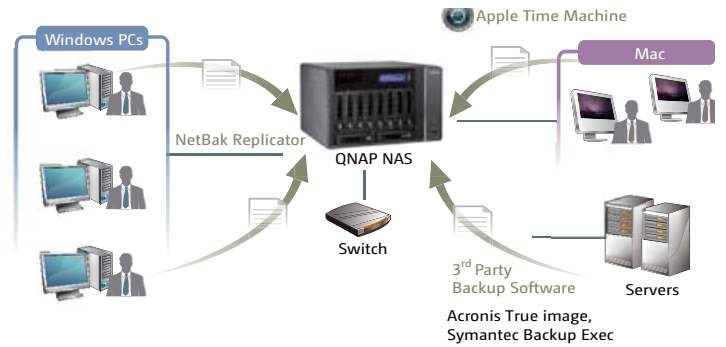 Apple Time Machine
Windows PCs
Mac
NetBak Replicator
QNAP NAS
Switch
3rd Party
Backup Software
Servers
Acronis True image,
Symantec Backup Exec